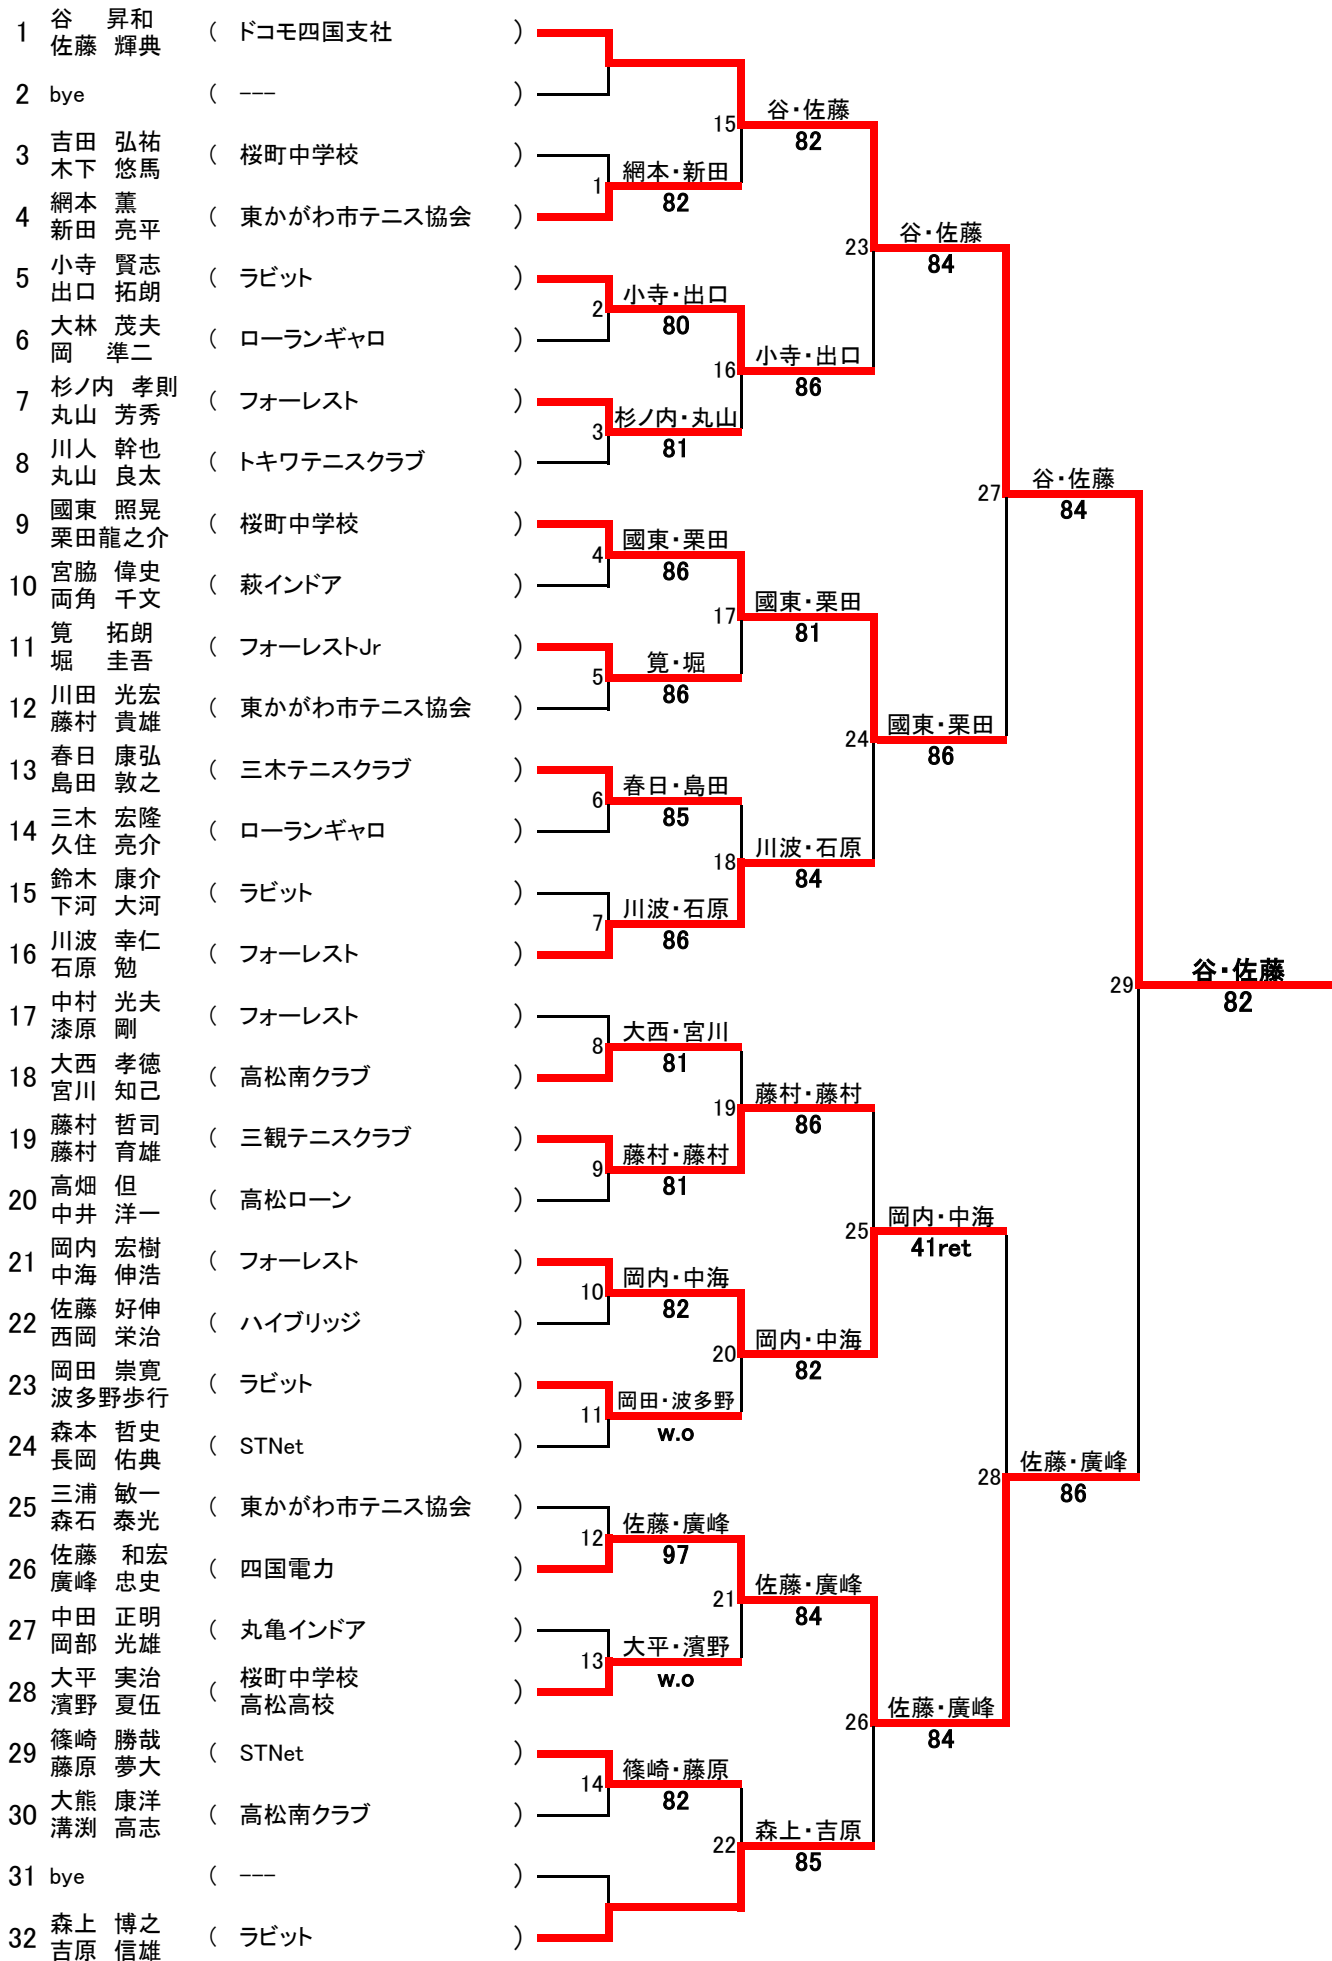 1 谷 昇和 ( ドコモ四国支社 )
佐藤 輝典
2 bye ( --- )
3 吉田 弘祐 ( 桜町中学校 )
木下 悠馬
4 網本 薫 ( 東かがわ市テニス協会 )
新田 亮平
5 小寺 賢志 ( ラビット )
出口 拓朗
6 大林 茂夫 ( ローランギャロ )
岡 準二
7 杉ノ内 孝則 ( フォーレスト )
丸山 芳秀
8 川人 幹也 ( トキワテニスクラブ )
丸山 良太
9 國東 照晃 ( 桜町中学校 )
栗田龍之介
10 宮脇 偉史 ( 萩インドア )
両角 千文
11 筧 拓朗 ( フォーレストJr )
堀 圭吾
12 川田 光宏 ( 東かがわ市テニス協会 )
藤村 貴雄
13 春日 康弘 ( 三木テニスクラブ )
島田 敦之
14 三木 宏隆 ( ローランギャロ )
久住 亮介
15 鈴木 康介 ( ラビット )
下河 大河
16 川波 幸仁 ( フォーレスト )
石原 勉
17 中村 光夫 ( フォーレスト )
漆原 剛
18 大西 孝徳 ( 高松南クラブ )
宮川 知己
19 藤村 哲司 ( 三観テニスクラブ )
藤村 育雄
20 高畑 但 ( 高松ローン )
中井 洋一
21 岡内 宏樹 ( フォーレスト )
中海 伸浩
22 佐藤 好伸 ( ハイブリッジ )
西岡 栄治
23 岡田 崇寛 ( ラビット )
波多野歩行
24 森本 哲史 ( STNet )
長岡 佑典
25 三浦 敏一 ( 東かがわ市テニス協会 )
森石 泰光
26 佐藤 和宏 ( 四国電力 )
廣峰 忠史
27 中田 正明 ( 丸亀インドア )
岡部 光雄
28 大平 実治 ( 桜町中学校 )
濱野 夏伍 高松高校
29 篠崎 勝哉 ( STNet )
藤原 夢大
30 大熊 康洋 ( 高松南クラブ )
溝渕 高志
31 bye ( --- )
32 森上 博之 ( ラビット )
吉原 信雄
1 網本・新田
82
2 小寺・出口
80
3 杉ノ内・丸山
81
4 國東・栗田
86
5 筧・堀
86
6 春日・島田
85
7 川波・石原
86
8 大西・宮川
81
9 藤村・藤村
81
10 岡内・中海
82
11 岡田・波多野
w.o
12 佐藤・廣峰
97
13 大平・濱野
w.o
14 篠崎・藤原
82
15 谷・佐藤
82
16 小寺・出口
86
17 國東・栗田
81
18 川波・石原
84
19 藤村・藤村
86
20 岡内・中海
82
21 佐藤・廣峰
84
22 森上・吉原
85
23 谷・佐藤
84
24 國東・栗田
86
25 岡内・中海
41ret
26 佐藤・廣峰
84
27 谷・佐藤
84
28 佐藤・廣峰
86
29 谷・佐藤
82